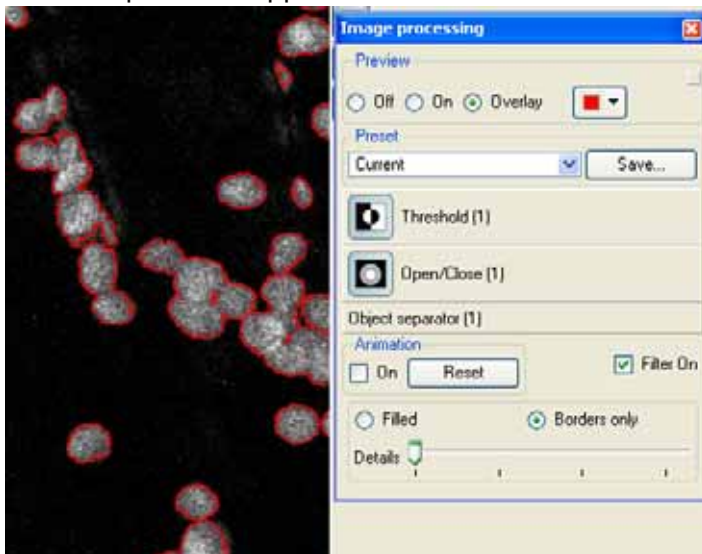 Image processing
Preview
Off On Overlay
Preset
Current Save...
Threshold (1)
Open/Close (1)
Object separator (1)
Animation
On Reset Filter On
Filled Borders only
Details